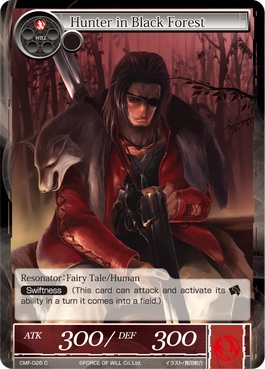 Hunter in Black Forest
WILL
Resonator:Fairy Tale/Human
Swiftness (This card can attack and activate its
ability in a turn it comes into a field.)
ATK 300/ DEF 300
CMF-026 C ©FORCE OF WILL Co.,Ltd.